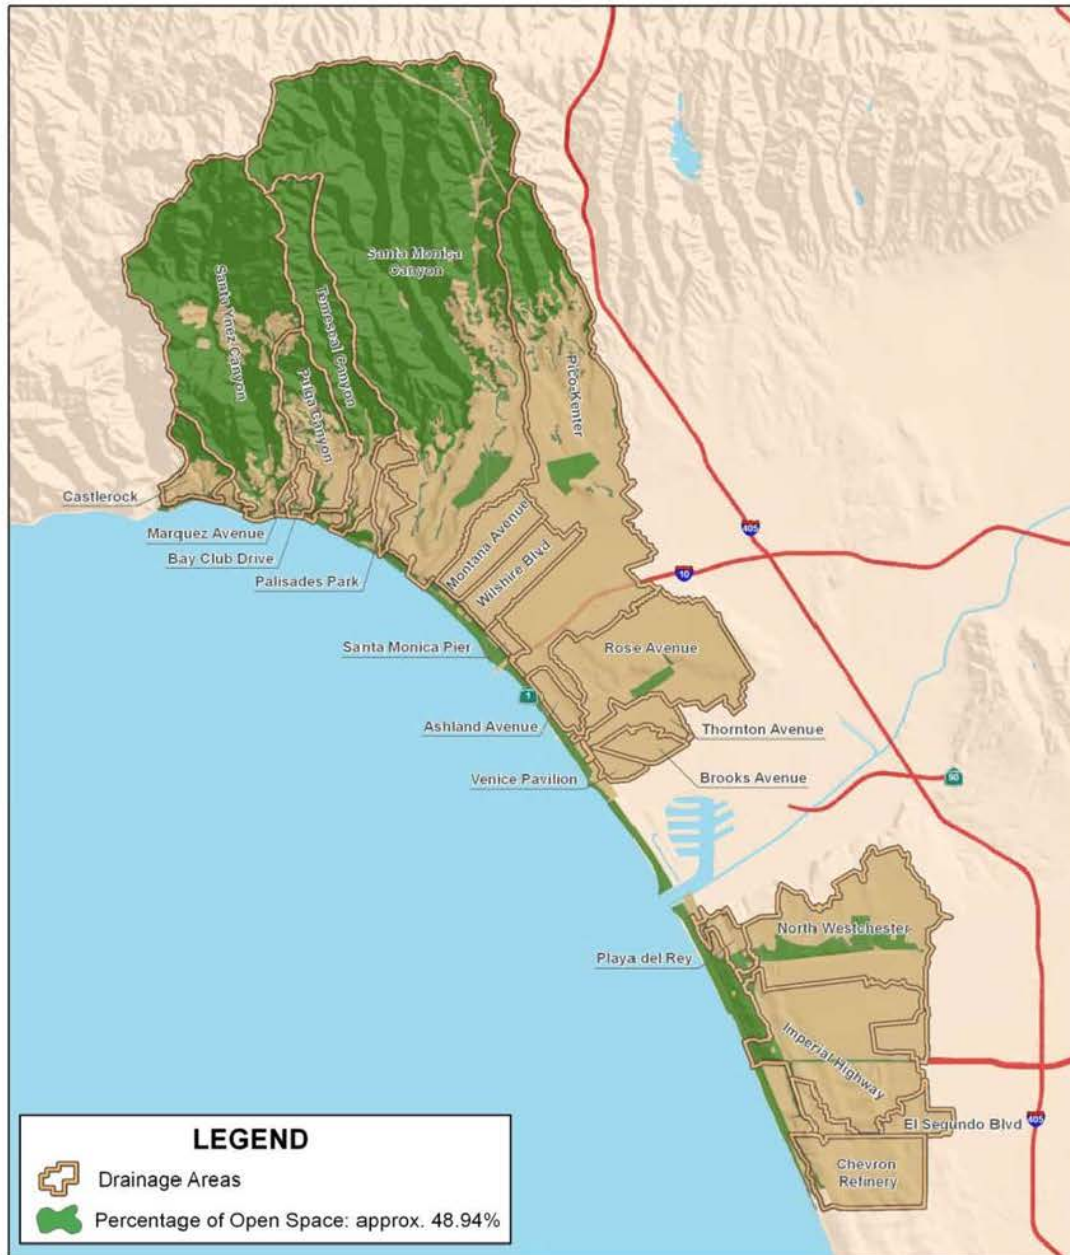 Santa Monica
Canyon
Santa Ynez Canyon
Temescal Canyon
Pulga Canyon
Pico-Kenter
Castlerock
Marquez Avenue
Bay Club Drive
Palisades Park
Montana Avenue
Wilshire Blvd
405
10
Santa Monica Pier
Rose Avenue
1
Ashland Avenue
Thornton Avenue
Venice Pavilion
Brooks Avenue
90
North Westchester
Playa del Rey
Imperial Highway
El Segundo Blvd
405
Chevron
Refinery
LEGEND
Drainage Areas
Percentage of Open Space: approx. 48.94%